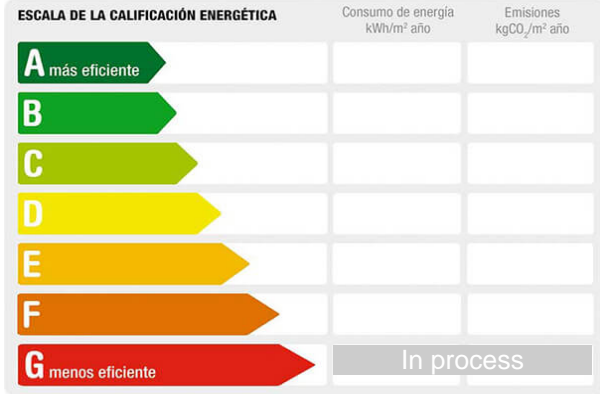 ESCALA DE LA CALIFICACIÓN ENERGÉTICA
Consumo de energía
kWh/m² año
Emisiones
kgCO₂/m² año
A más eficiente
B
C
D
E
F
G menos eficiente
In process